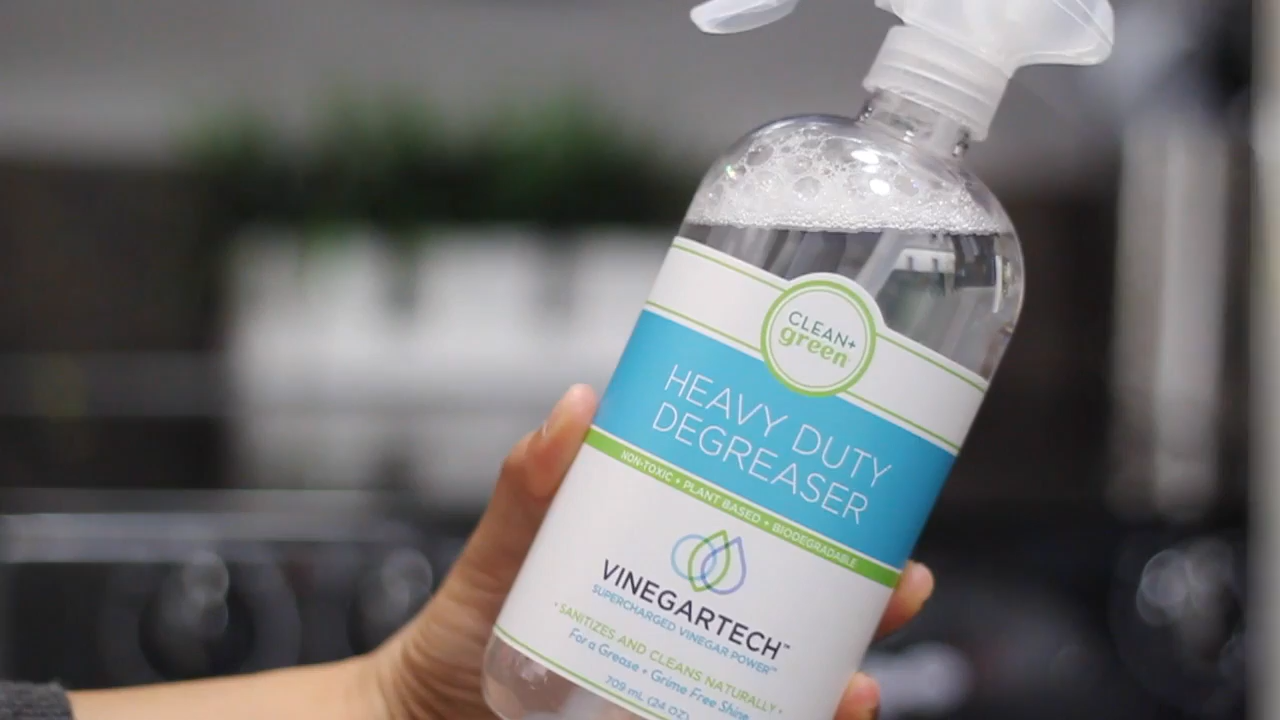 CLEAN+
green
HEAVY DUTY
DEGREASER
NON-TOXIC + PLANT BASED + BIODEGRADABLE
VINEGARTECH™
SUPERCHARGED VINEGAR POWER™
• SANITIZES AND CLEANS NATURALLY •
For a Grease + Grime Free Shine
709 mL (24 OZ)